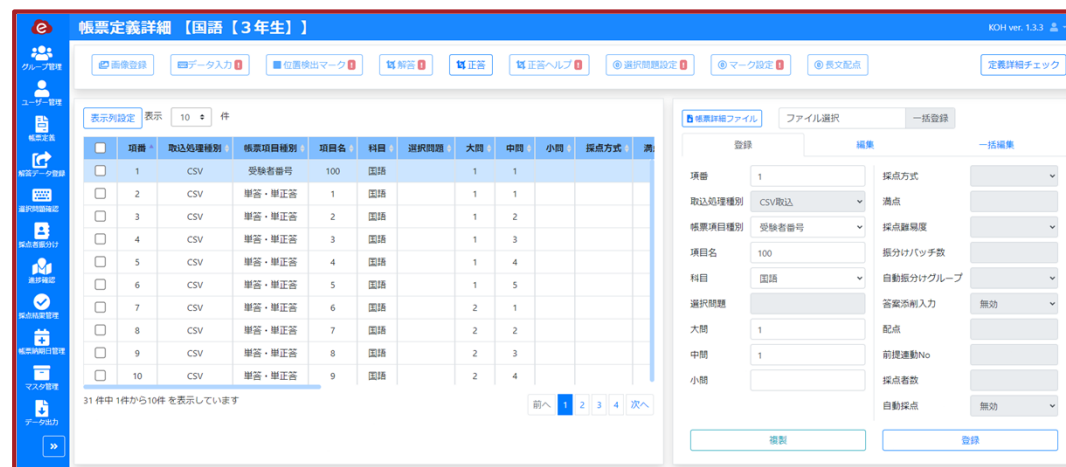 e
帳票定義詳細 【国語【３年生】】
KOH ver. 1.3.3
グループ管理
ユーザー管理
帳票定義
解答データ登録
選択問題確認
採点者振分け
進捗確認
採点結果管理
帳票納期日管理
マスタ管理
データ出力
»
画像登録 データ入力 ! 位置検出マーク ! 解答 ! 正答 正答ヘルプ ! 選択問題設定 ! マーク設定 ! 長文配点 定義詳細チェック
表示列設定 表示 10 件
項番 取込処理種別 帳票項目種別 項目名 科目 選択問題 大問 中問 小問 採点方式
1 CSV 受験者番号 100 国語 1 1
2 CSV 単答・単正答 1 国語 1 1
3 CSV 単答・単正答 2 国語 1 2
4 CSV 単答・単正答 3 国語 1 3
5 CSV 単答・単正答 4 国語 1 4
6 CSV 単答・単正答 5 国語 1 5
7 CSV 単答・単正答 6 国語 2 1
8 CSV 単答・単正答 7 国語 2 2
9 CSV 単答・単正答 8 国語 2 3
10 CSV 単答・単正答 9 国語 2 4
31 件中 1件から10件 を表示しています
前へ 1 2 3 4 次へ
帳票詳細ファイル ファイル選択 一括登録
登録 編集 一括編集
項番 1
取込処理種別 CSV取込
帳票項目種別 受験者番号
項目名 100
科目 国語
選択問題
大問 1
中問 1
小問
採点方式
満点
採点難易度
振分けバッチ数
自動振分けグループ
答案添削入力 無効
配点
前提連動No
採点者数
自動採点 無効
複製 登録